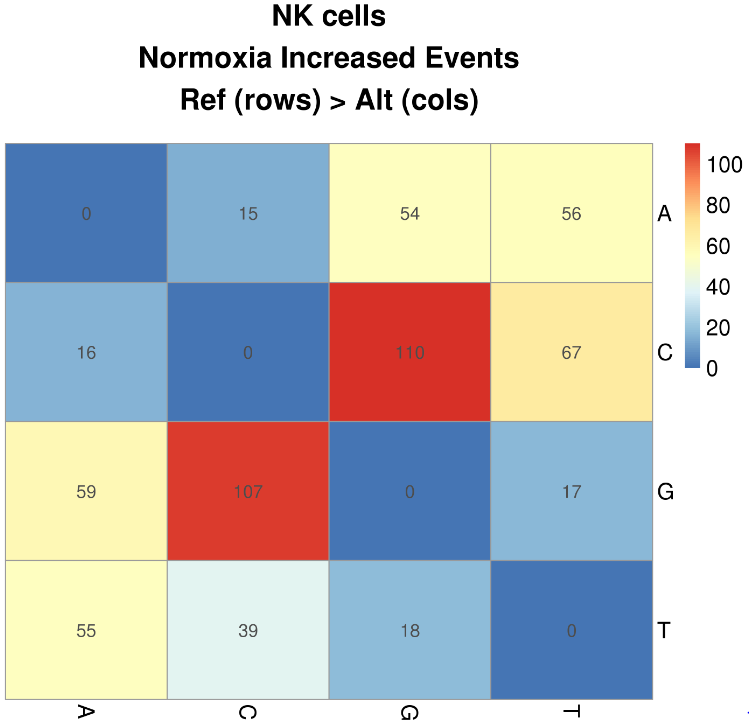 NK cells
Normoxia Increased Events
Ref (rows) > Alt (cols)
0 15 54 56 A
16 0 110 67 C
59 107 0 17 G
55 39 18 0 T
A C G T
100
80
60
40
20
0